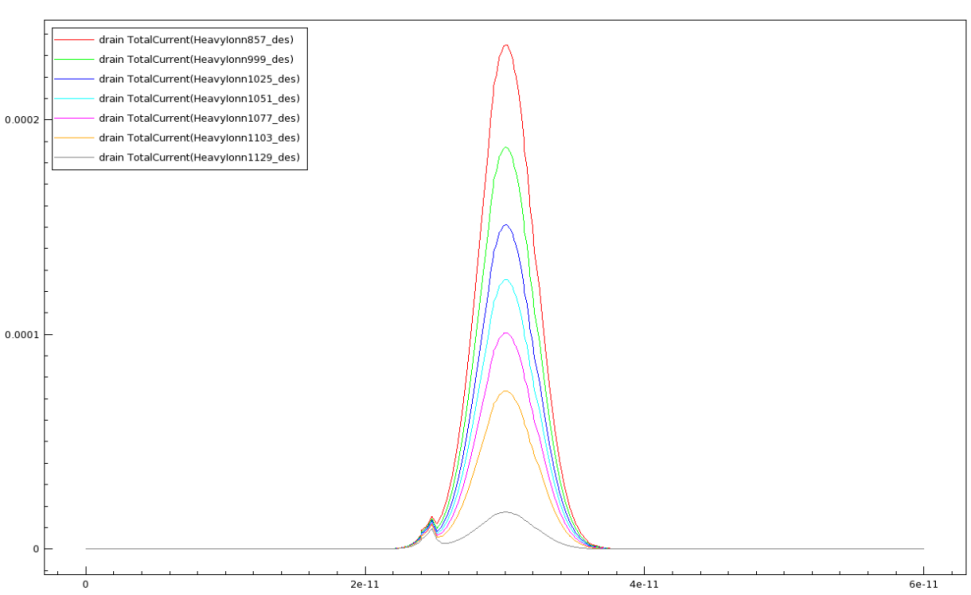 drain TotalCurrent(HeavyIonn857_des)
drain TotalCurrent(HeavyIonn999_des)
drain TotalCurrent(HeavyIonn1025_des)
drain TotalCurrent(HeavyIonn1051_des)
drain TotalCurrent(HeavyIonn1077_des)
drain TotalCurrent(HeavyIonn1103_des)
drain TotalCurrent(HeavyIonn1129_des)
0.0002
0.0001
0
0 2e-11 4e-11 6e-11